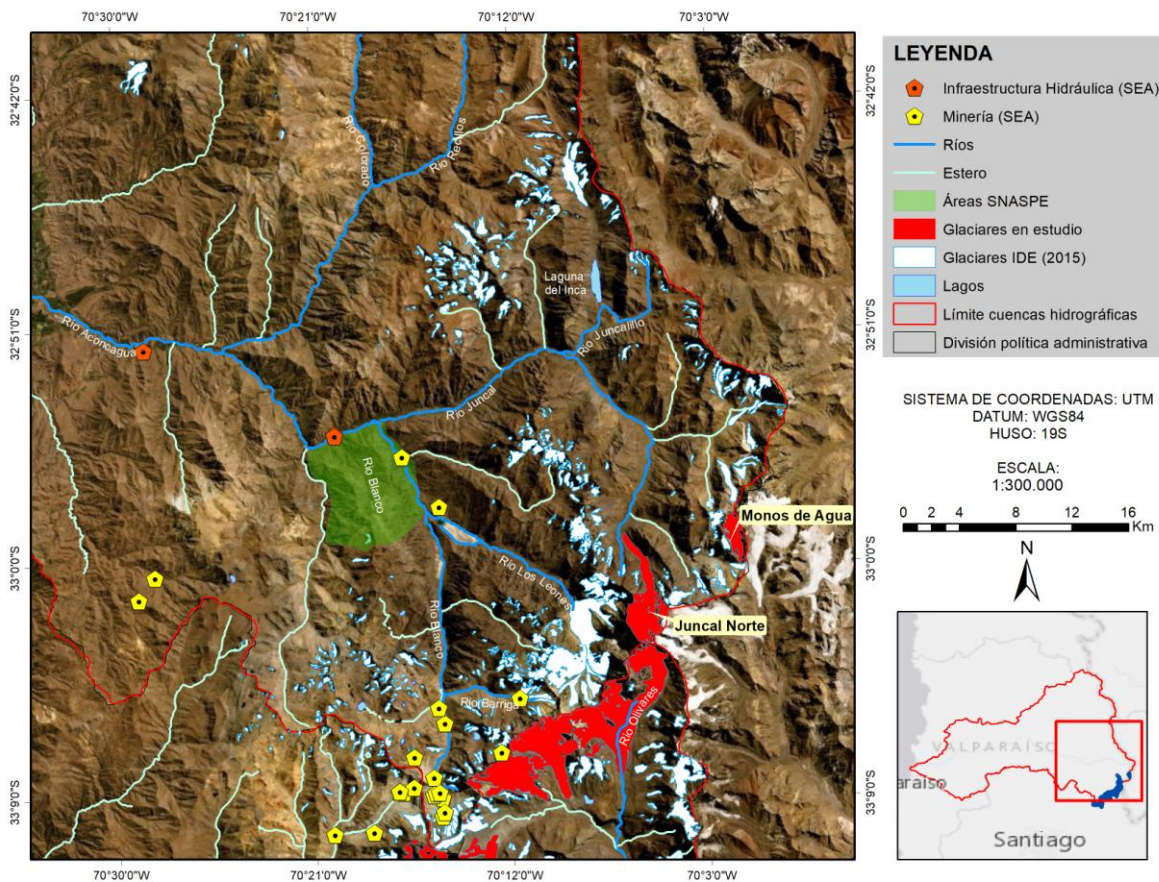 70°30'0"W
70°21'0"W
70°12'0"W
70°3'0"W
32°42'0"S
32°51'0"S
33°0'0"S
33°9'0"S
Río Colorado
Río Recillos
Laguna
del Inca
Río Aconcagua
Río Juncalillo
Río Juncal
Río Blanco
Monos de Agua
Río Los Leones
Río Blanco
Juncal Norte
Río Barriga
Río Olivares
32°42'0"S
32°51'0"S
33°0'0"S
33°9'0"S
70°30'0"W
70°21'0"W
70°12'0"W
70°3'0"W
LEYENDA
Infraestructura Hidráulica (SEA)
Minería (SEA)
Ríos
Estero
Áreas SNASPE
Glaciares en estudio
Glaciares IDE (2015)
Lagos
Límite cuencas hidrográficas
División política administrativa
SISTEMA DE COORDENADAS: UTM
DATUM: WGS84
HUSO: 19S
ESCALA:
1:300.000
0 2 4 8 12 16
Km
N
VALPARAÍSO
araíso
Santiago